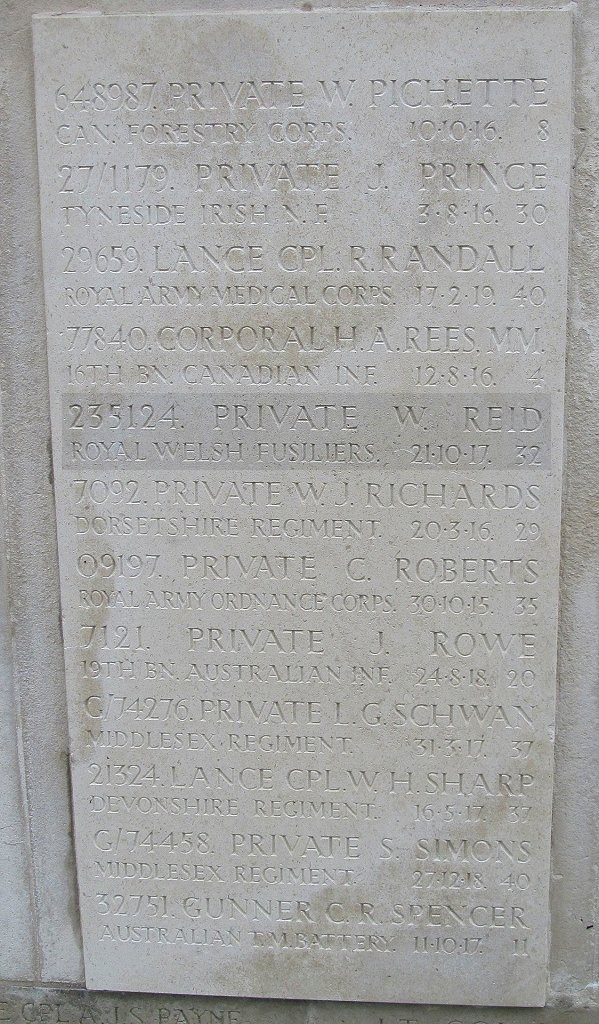 648987. PRIVATE W. PICHETTE
CAN. FORESTRY CORPS. 10·10·16. 8
27/1179. PRIVATE J. PRINCE
TYNESIDE IRISH N. F. 3·8·16. 30
29659. LANCE CPL. R. RANDALL
ROYAL ARMY MEDICAL CORPS. 17·2·19. 40
77840. CORPORAL H. A. REES. MM.
16TH BN. CANADIAN INF. 12·8·16. 4
235124. PRIVATE W. REID
ROYAL WELSH FUSILIERS. 21·10·17. 32
7092. PRIVATE W. J. RICHARDS
DORSETSHIRE REGIMENT. 20·3·16. 29
09197. PRIVATE C. ROBERTS
ROYAL ARMY ORDNANCE CORPS. 30·10·15. 35
7121. PRIVATE J. ROWE
19TH BN. AUSTRALIAN INF. 24·8·18. 20
G/74276. PRIVATE L. G. SCHWAN
MIDDLESEX REGIMENT. 31·3·17. 37
21324. LANCE CPL. W. H. SHARP
DEVONSHIRE REGIMENT. 16·5·17. 37
G/74458. PRIVATE S. SIMONS
MIDDLESEX REGIMENT. 27·12·18. 40
32751. GUNNER C. R. SPENCER
AUSTRALIAN T. M. BATTERY. 11·10·17. 11
CPL A. J. S. PAYNE